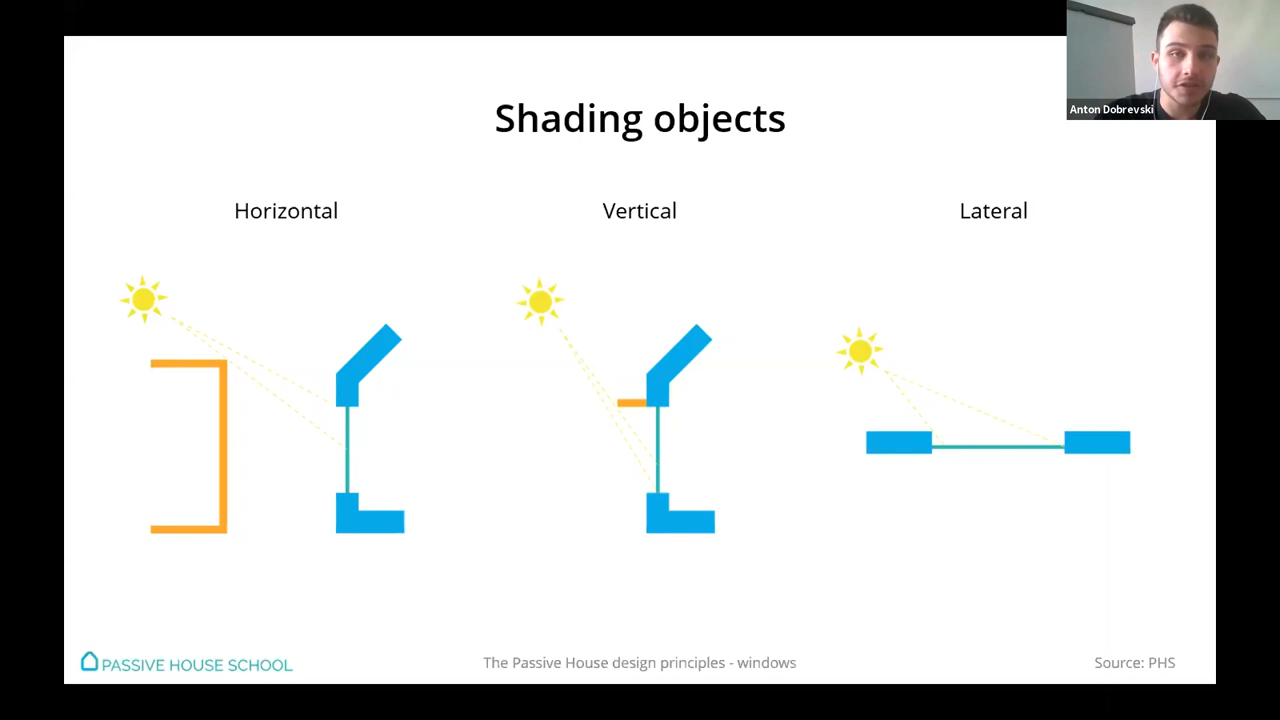 Anton Dobrevski
Shading objects
Horizontal
Vertical
Lateral
PASSIVE HOUSE SCHOOL
The Passive House design principles - windows
Source: PHS